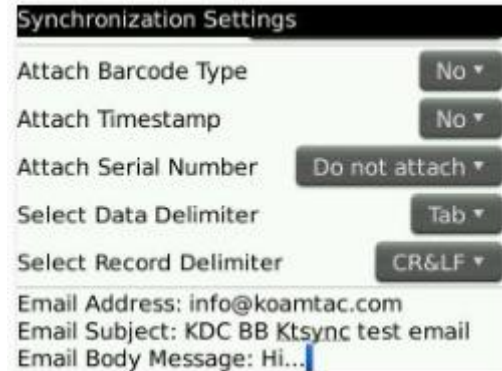 Synchronization Settings
Attach Barcode Type No
Attach Timestamp No
Attach Serial Number Do not attach
Select Data Delimiter Tab
Select Record Delimiter CR&LF
Email Address: info@koamtac.com
Email Subject: KDC BB Ktsync test email
Email Body Message: Hi...